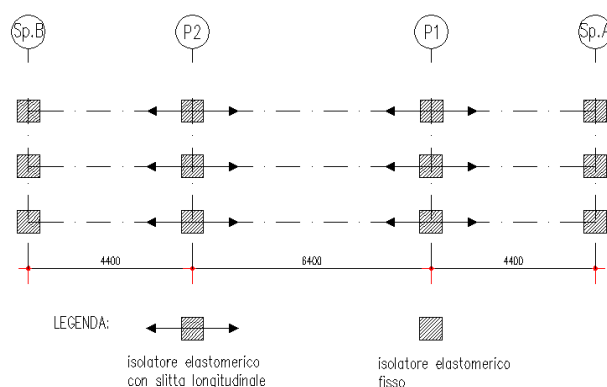 Sp.B P2 P1 Sp.A
4400 6400 4400
LEGENDA:
isolatore elastomerico
con slitta longitudinale
isolatore elastomerico
fisso